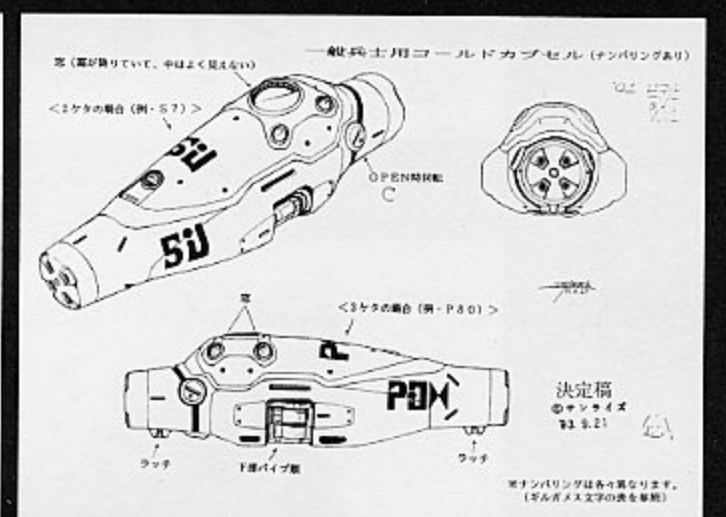 一般兵士用コールドカプセル(ナンバリングあり)
窓(霜が降りていて、中はよく見えない)
<2ケタの場合(例・57)>
OPEN時回転
窓
<3ケタの場合(例・P80)>
決定稿
©サンライズ
'83.9.21
ラッチ
下部パイプ類
ラッチ
※ナンバリングは各々異なります。
(ギルガメス文字の表を参照)